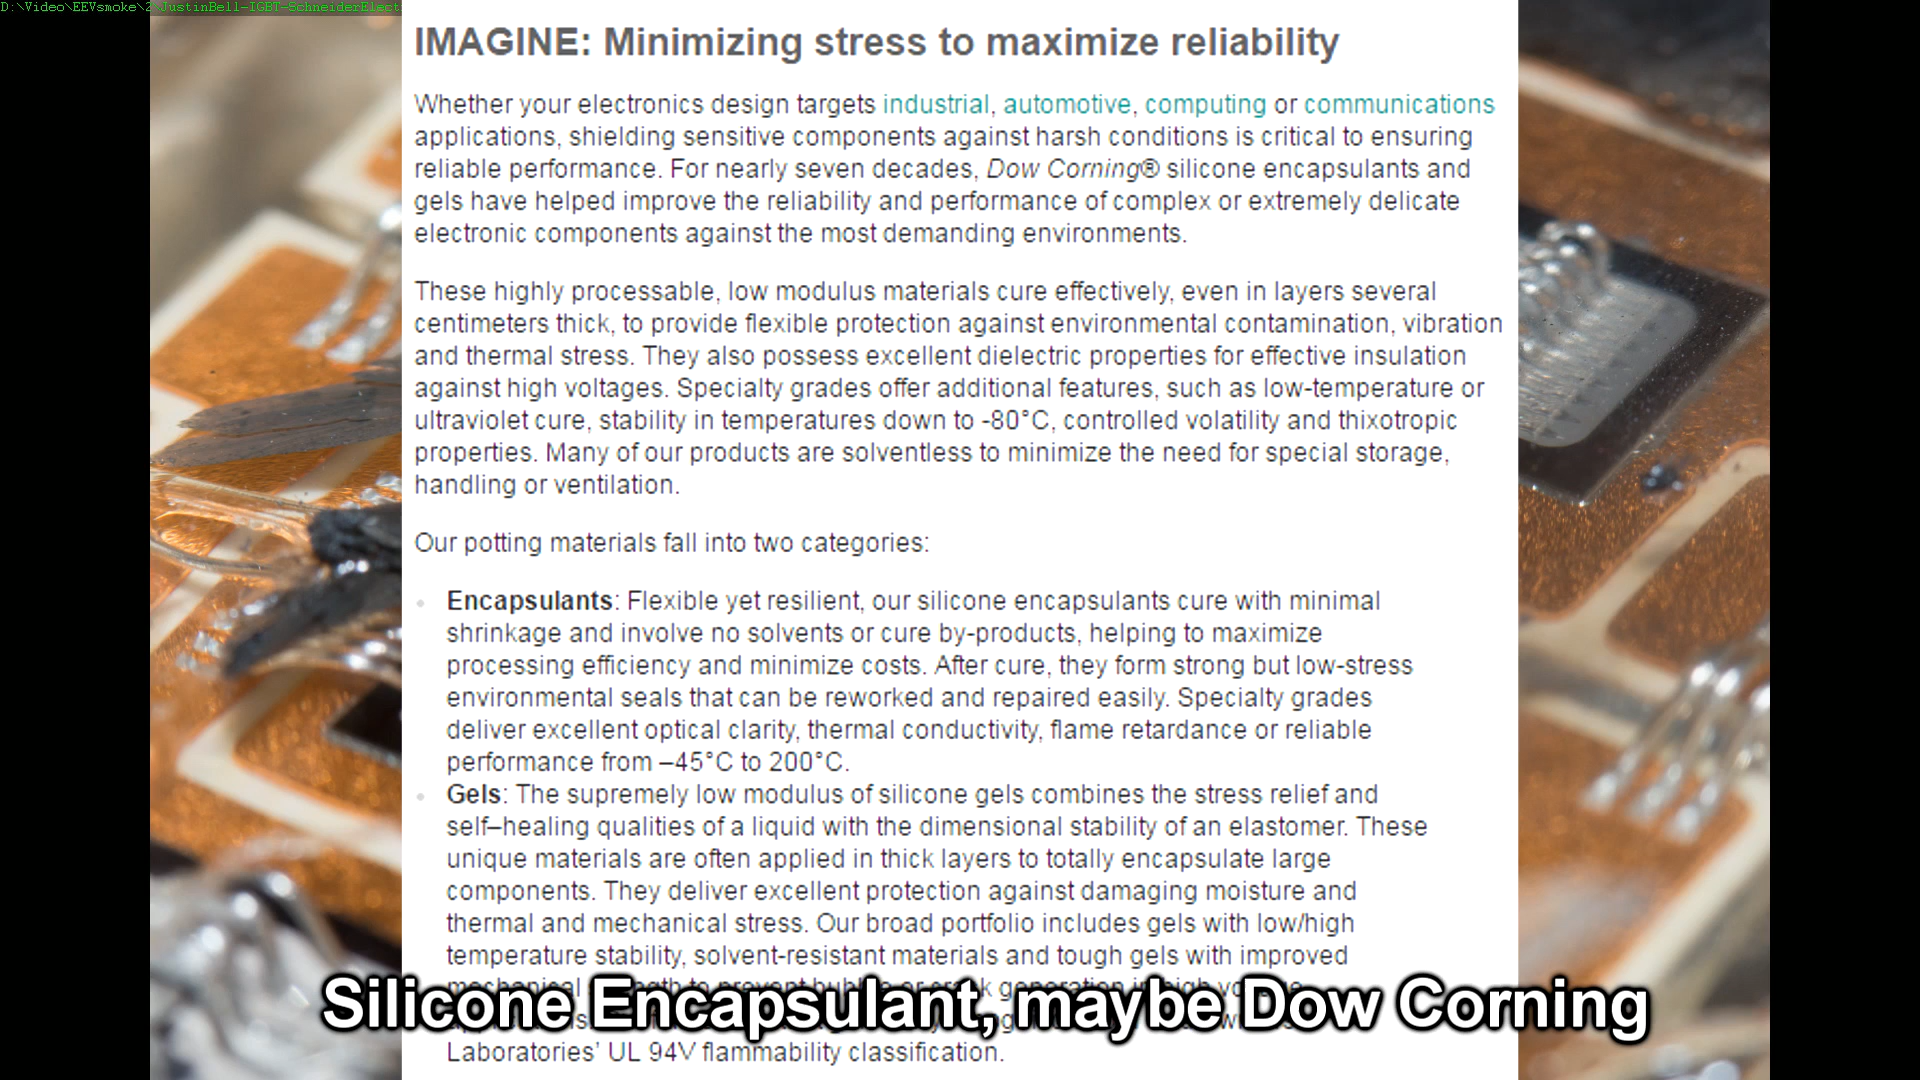 D:\Video\EEVsmoke\2\JustinBell-IGBT-SchneiderElect
IMAGINE: Minimizing stress to maximize reliability
Whether your electronics design targets industrial, automotive, computing or communications
applications, shielding sensitive components against harsh conditions is critical to ensuring
reliable performance. For nearly seven decades, Dow Corning® silicone encapsulants and
gels have helped improve the reliability and performance of complex or extremely delicate
electronic components against the most demanding environments.
These highly processable, low modulus materials cure effectively, even in layers several
centimeters thick, to provide flexible protection against environmental contamination, vibration
and thermal stress. They also possess excellent dielectric properties for effective insulation
against high voltages. Specialty grades offer additional features, such as low-temperature or
ultraviolet cure, stability in temperatures down to -80°C, controlled volatility and thixotropic
properties. Many of our products are solventless to minimize the need for special storage,
handling or ventilation.
Our potting materials fall into two categories:
Encapsulants: Flexible yet resilient, our silicone encapsulants cure with minimal
shrinkage and involve no solvents or cure by-products, helping to maximize
processing efficiency and minimize costs. After cure, they form strong but low-stress
environmental seals that can be reworked and repaired easily. Specialty grades
deliver excellent optical clarity, thermal conductivity, flame retardance or reliable
performance from –45°C to 200°C.
Gels: The supremely low modulus of silicone gels combines the stress relief and
self–healing qualities of a liquid with the dimensional stability of an elastomer. These
unique materials are often applied in thick layers to totally encapsulate large
components. They deliver excellent protection against damaging moisture and
thermal and mechanical stress. Our broad portfolio includes gels with low/high
temperature stability, solvent-resistant materials and tough gels with improved
Silicone Encapsulant, maybe Dow Corning
Laboratories' UL 94V flammability classification.